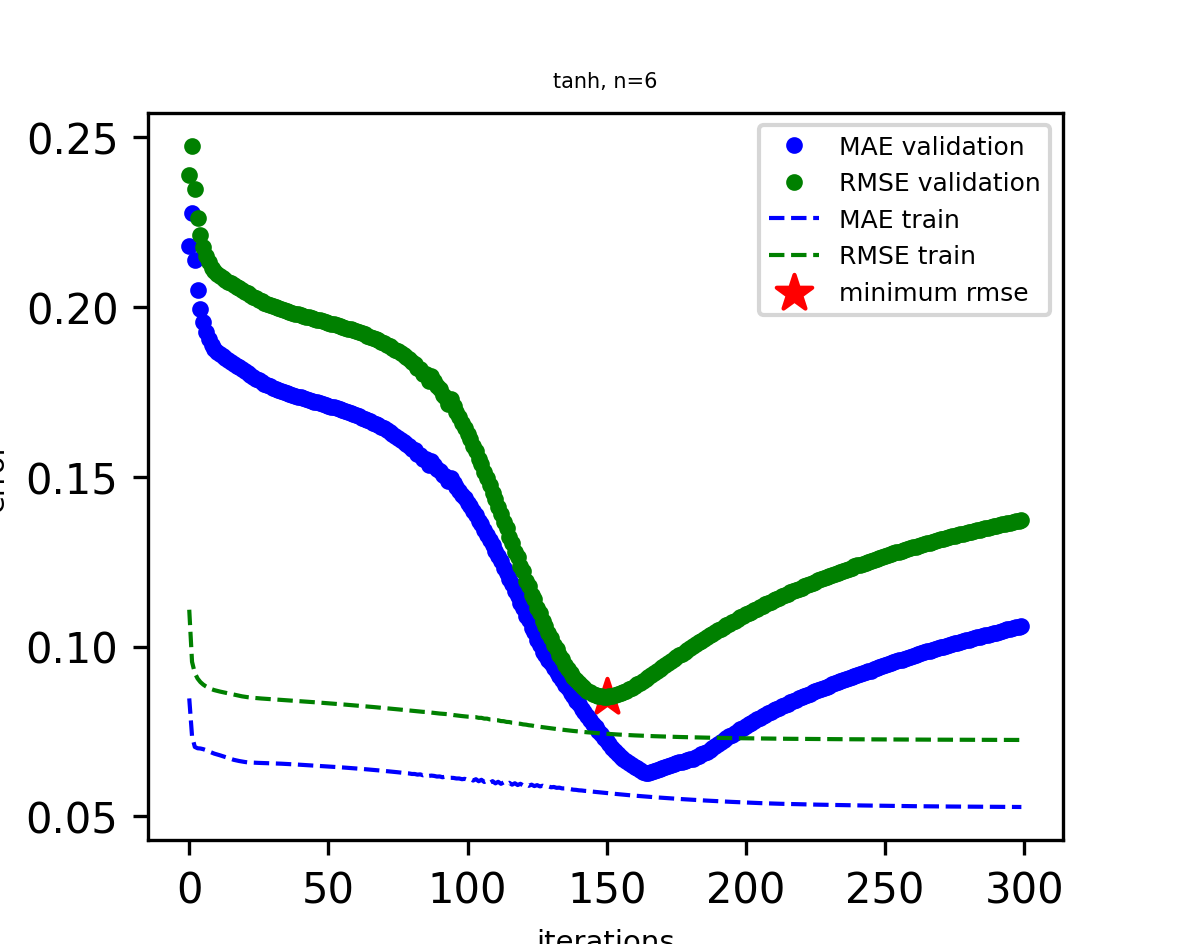 tanh, n=6
0.25
0.20
0.15
0.10
0.05
error
MAE validation
RMSE validation
MAE train
RMSE train
minimum rmse
0 50 100 150 200 250 300
iterations